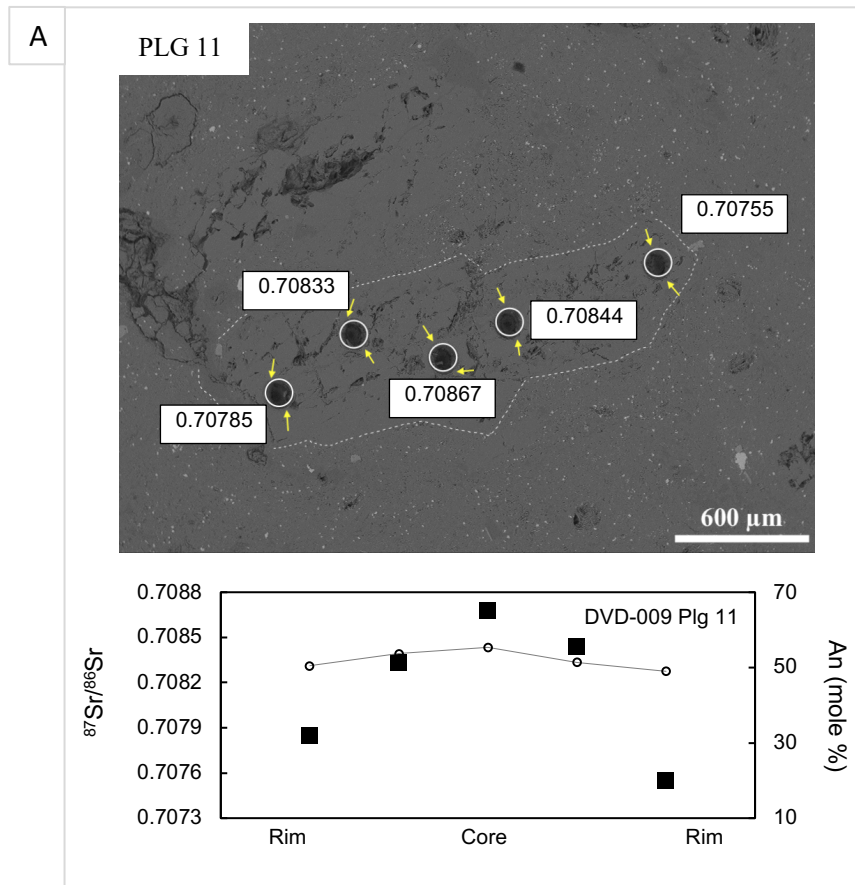 A
PLG 11
0.70755
0.70833
0.70844
0.70867
0.70785
600 µm
0.7088
0.7085
0.7082
0.7079
0.7076
0.7073
⁸⁷Sr/⁸⁶Sr
DVD-009 Plg 11
70
50
30
10
An (mole %)
Rim Core Rim